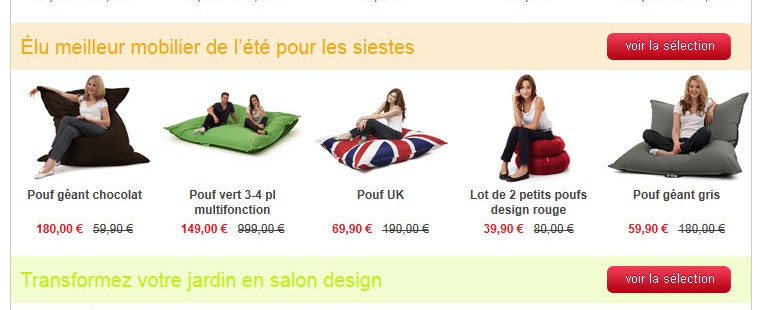 Élu meilleur mobilier de l'été pour les siestes
voir la sélection
Pouf géant chocolat
180,00 € 59,90 €
Pouf vert 3-4 pl
multifonction
149,00 € 999,00 €
Pouf UK
69,90 € 190,00 €
Lot de 2 petits poufs
design rouge
39,90 € 80,00 €
Pouf géant gris
59,90 € 180,00 €
Transformez votre jardin en salon design
voir la sélection